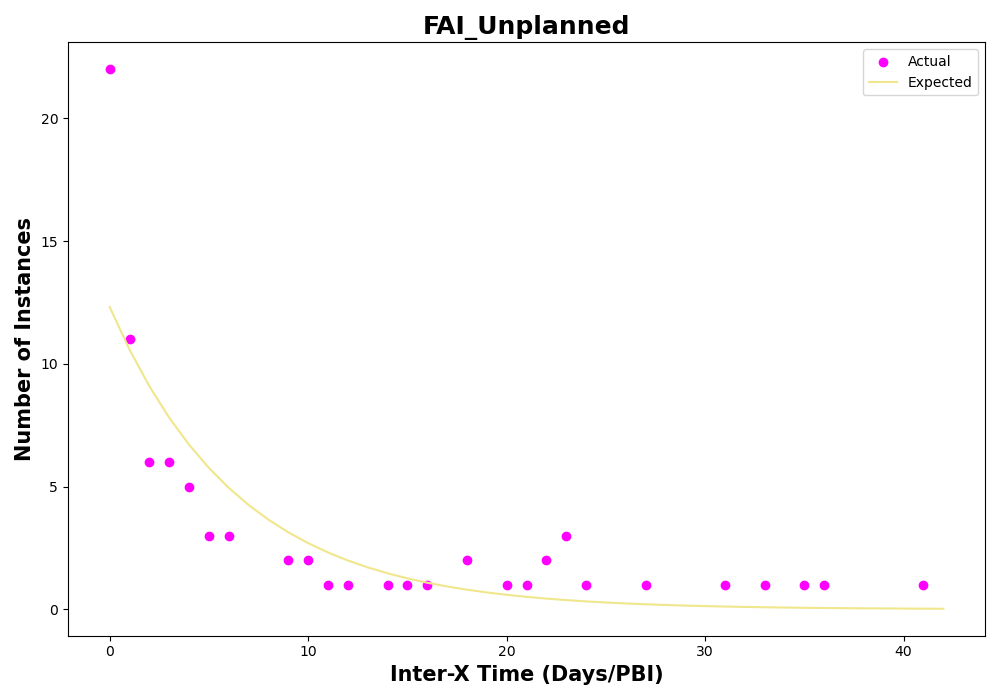 FAI_Unplanned
Actual
Expected
Number of Instances
20
15
10
5
0
0 10 20 30 40
Inter-X Time (Days/PBI)